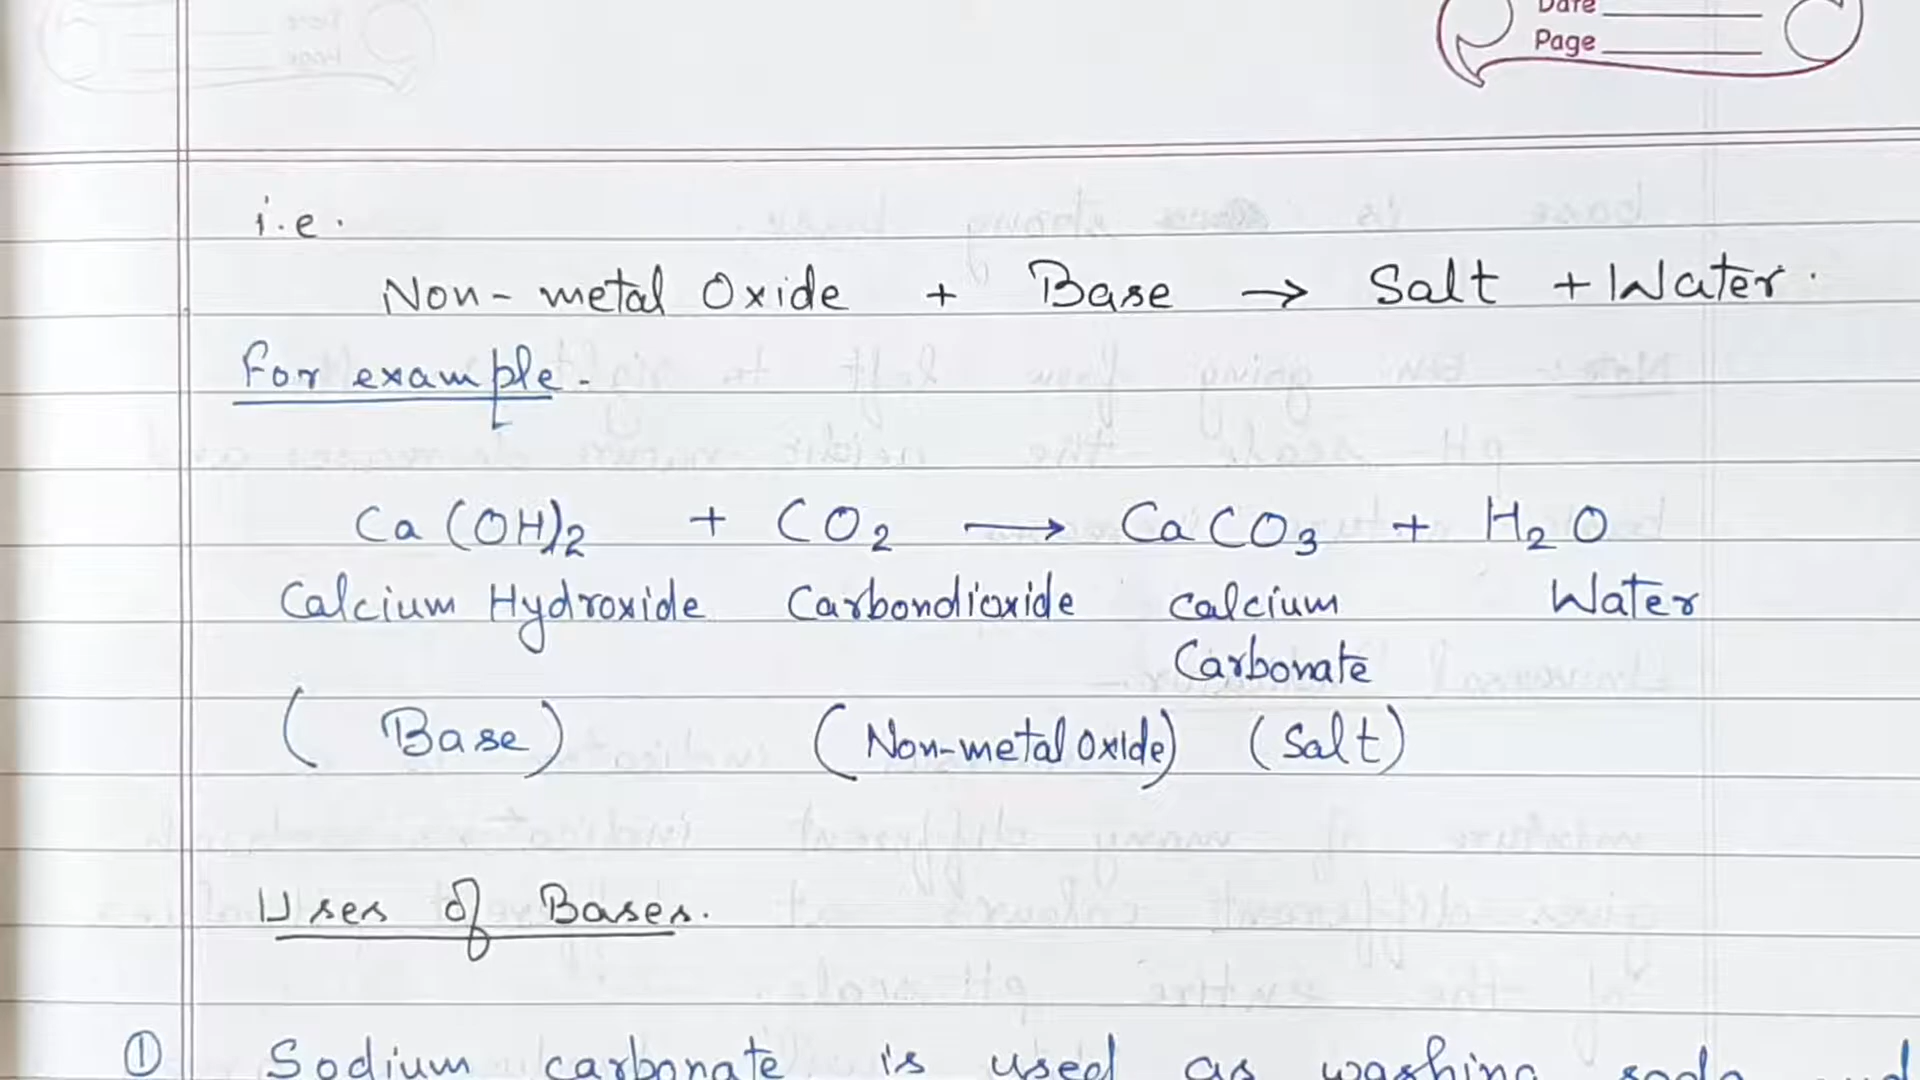 Date
Page
i.e.
Non-metal Oxide + Base → Salt + Water.
For example-
Ca(OH)2 + CO2 ⟶ CaCO3 + H2O
Calcium Hydroxide Carbondioxide Calcium Water
Carbonate
(Base) (Non-metal Oxide) (Salt)
Uses of Bases.
① Sodium carbonate is used as washing soda